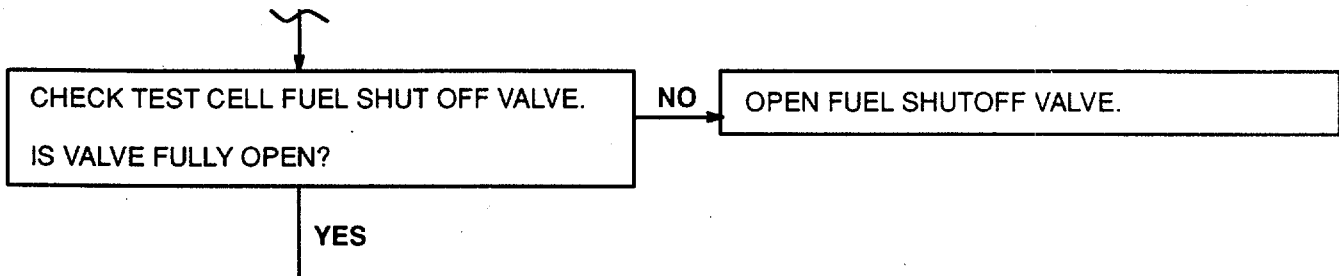 CHECK TEST CELL FUEL SHUT OFF VALVE.
IS VALVE FULLY OPEN?
NO
OPEN FUEL SHUTOFF VALVE.
YES